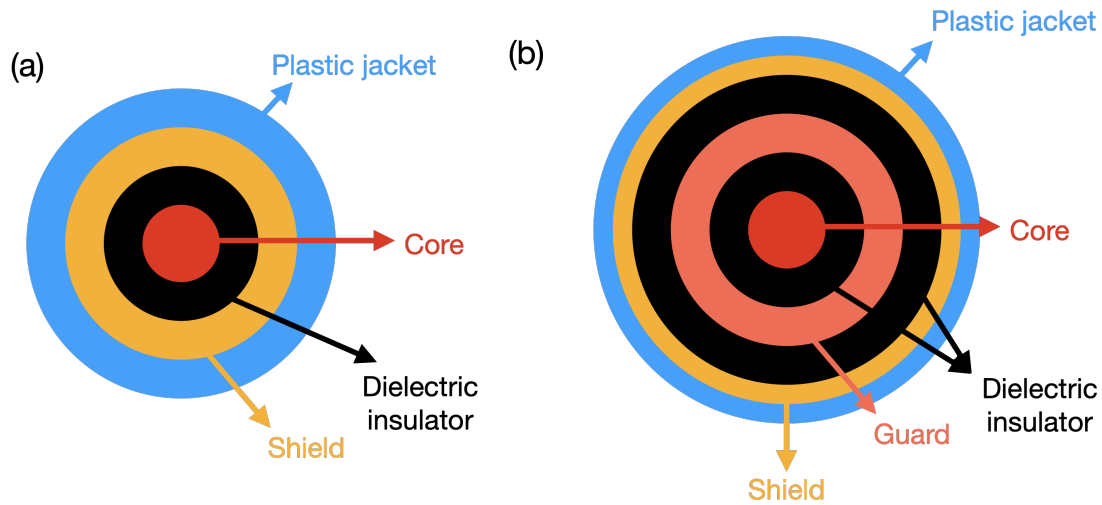 (a)
Plastic jacket
Core
Dielectric
insulator
Shield
(b)
Plastic jacket
Core
Dielectric
insulator
Guard
Shield